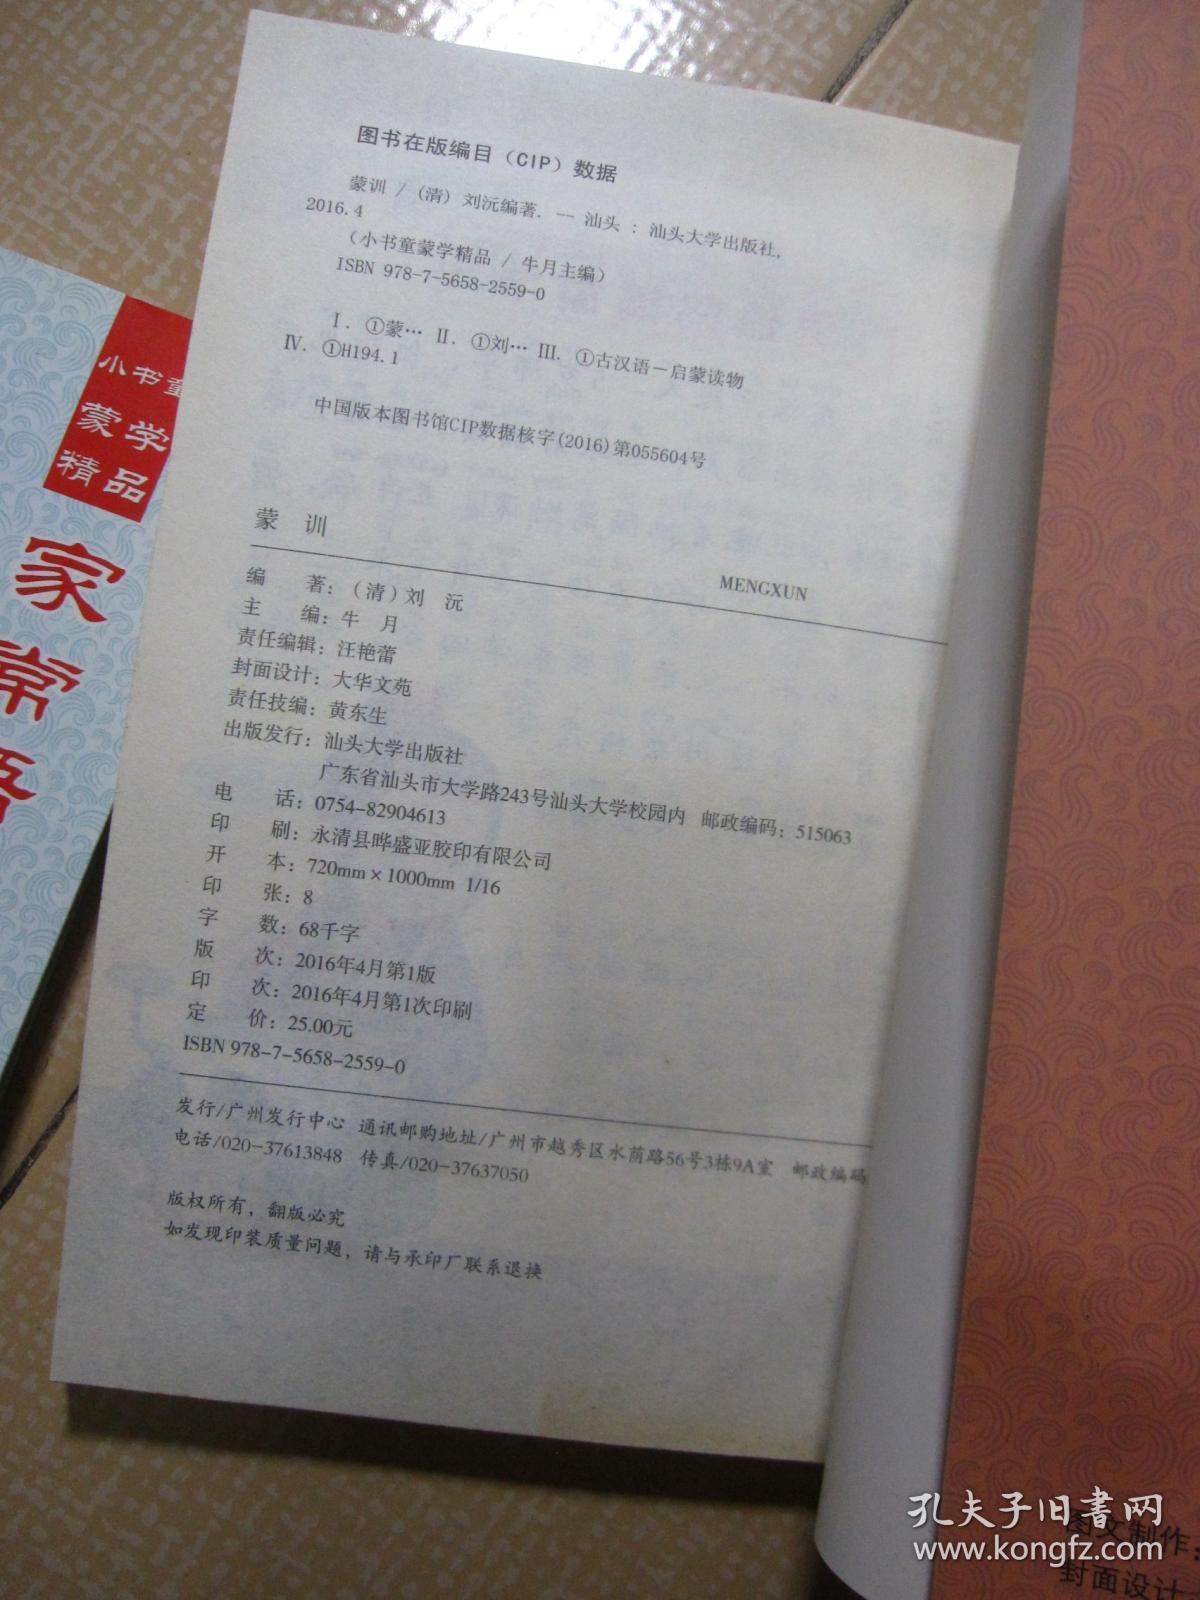 图书在版编目（CIP）数据
蒙训 / （清）刘沅编著. -- 汕头 : 汕头大学出版社,
2016.4
（小书童蒙学精品 / 牛月主编）
ISBN 978-7-5658-2559-0
Ⅰ. ①蒙… Ⅱ. ①刘… Ⅲ. ①古汉语－启蒙读物
Ⅳ. ①H194.1
中国版本图书馆CIP数据核字(2016)第055604号
蒙 训
MENGXUN
编 著：（清）刘 沅
主 编：牛 月
责任编辑：汪艳蕾
封面设计：大华文苑
责任技编：黄东生
出版发行：汕头大学出版社
广东省汕头市大学路243号汕头大学校园内 邮政编码：515063
电 话：0754-82904613
印 刷：永清县晔盛亚胶印有限公司
开 本：720mm×1000mm 1/16
印 张：8
字 数：68千字
版 次：2016年4月第1版
印 次：2016年4月第1次印刷
定 价：25.00元
ISBN 978-7-5658-2559-0
发行/广州发行中心 通讯邮购地址/广州市越秀区水荫路56号3栋9A室 邮政编码
电话/020-37613848 传真/020-37637050
版权所有，翻版必究
如发现印装质量问题，请与承印厂联系退换
小书童
蒙学
精品
家常语
图文制作：
封面设计
孔夫子旧书网
www.kongfz.com